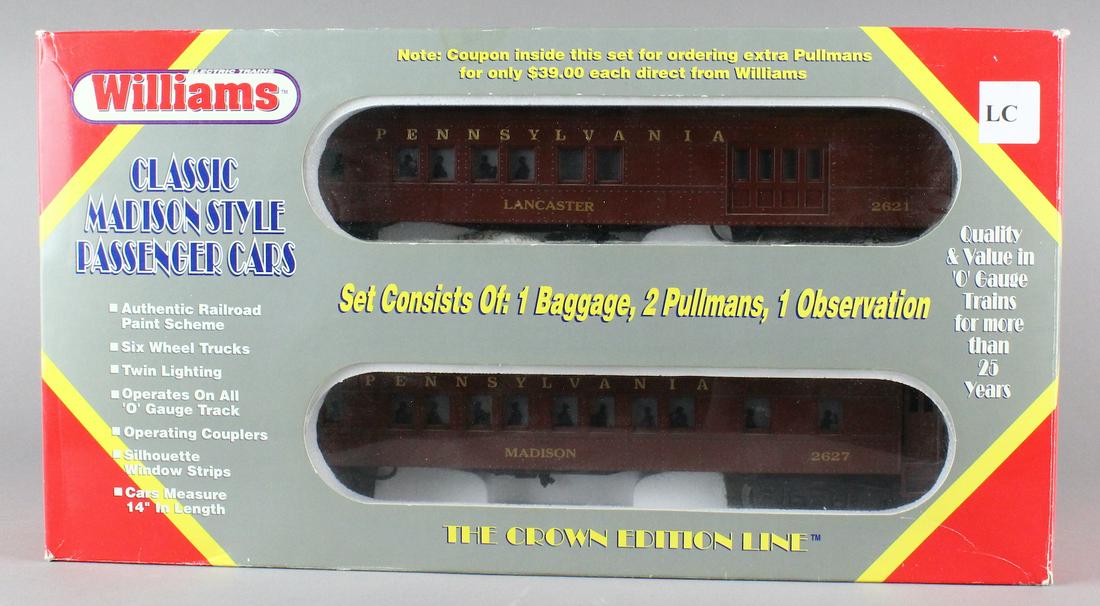 Note: Coupon inside this set for ordering extra Pullmans
for only $39.00 each direct from Williams
ELECTRIC TRAINS
Williams™
LC
CLASSIC
MADISON STYLE
PASSENGER CARS
PENNSYLVANIA
LANCASTER
2621
Quality
& Value in
'O' Gauge
Trains
for more
than
25
Years
Set Consists Of: 1 Baggage, 2 Pullmans, 1 Observation
■ Authentic Railroad
Paint Scheme
■ Six Wheel Trucks
■ Twin Lighting
■ Operates On All
'O' Gauge Track
■ Operating Couplers
■ Silhouette
Window Strips
■ Cars Measure
14" In Length
PENNSYLVANIA
MADISON
2627
THE CROWN EDITION LINE™